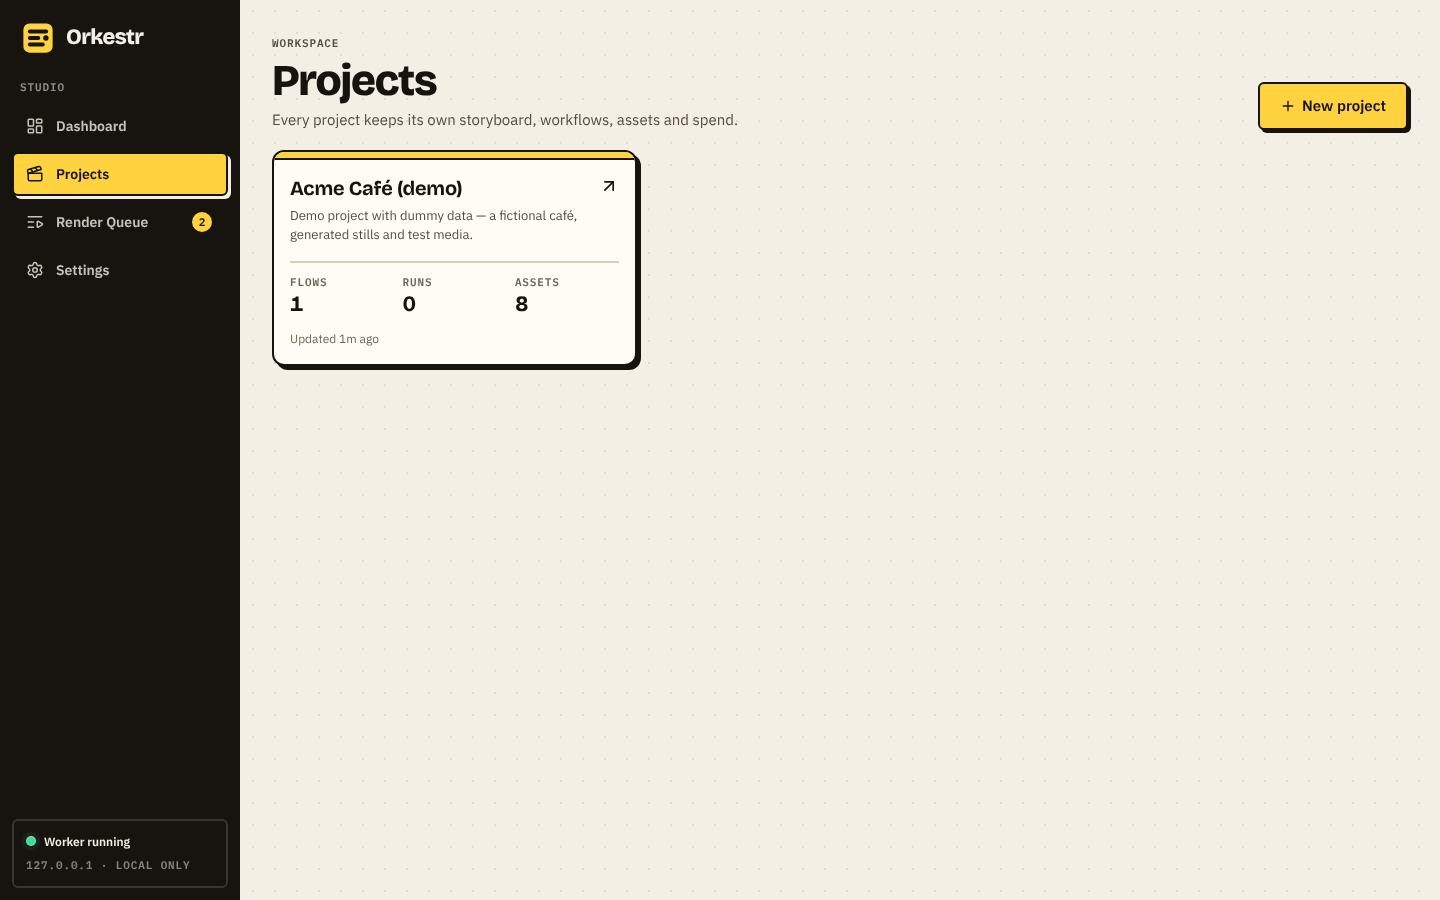 Orkestr
STUDIO
Dashboard
Projects
Render Queue 2
Settings
Worker running
127.0.0.1 · LOCAL ONLY
WORKSPACE
Projects
Every project keeps its own storyboard, workflows, assets and spend.
+ New project
Acme Café (demo)
Demo project with dummy data — a fictional café,
generated stills and test media.
FLOWS RUNS ASSETS
1 0 8
Updated 1m ago